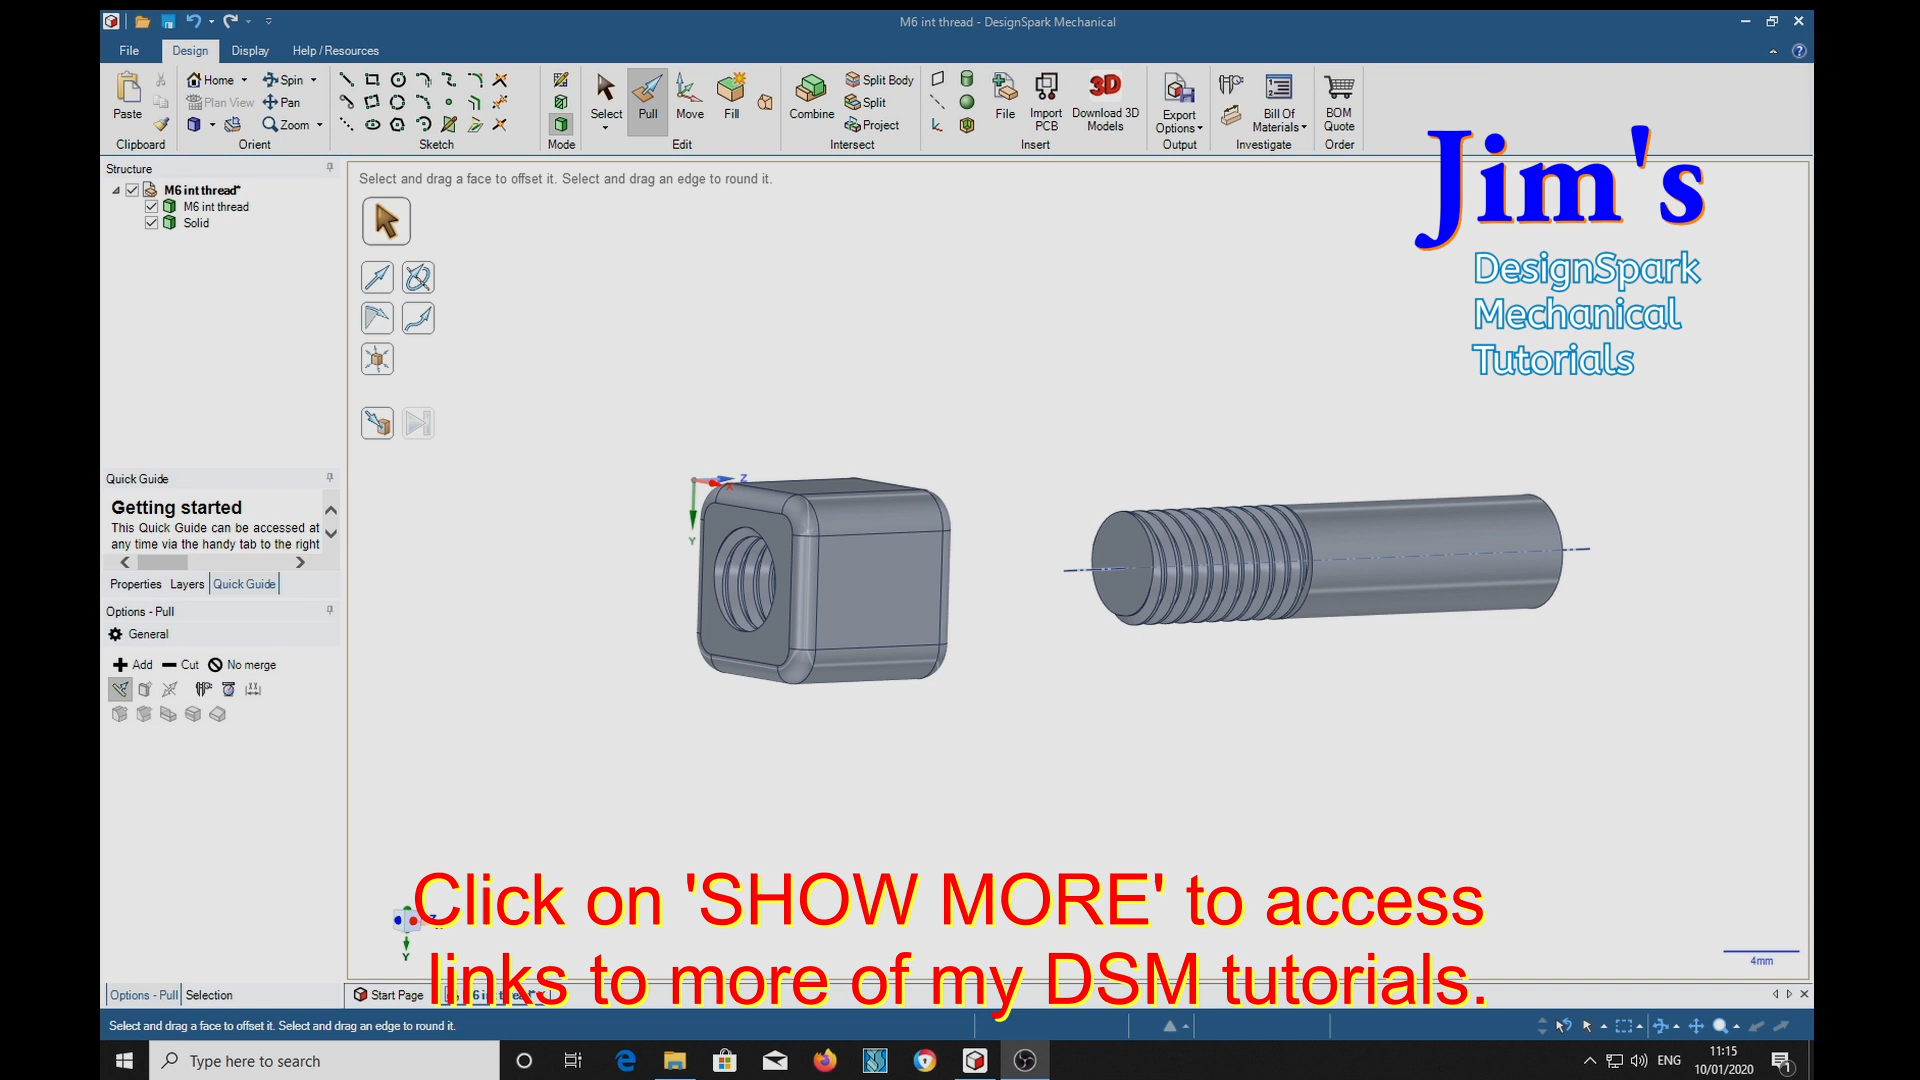 M6 int thread - DesignSpark Mechanical
File Design Display Help / Resources
Paste
Home Spin
Plan View Pan
Zoom
Select Pull Move Fill
Combine
Split Body
Split
Project
File
Import PCB
Download 3D Models
Export Options
Bill Of Materials
BOM Quote
Clipboard Orient Sketch Mode Edit Intersect Insert Output Investigate Order
Structure
M6 int thread*
M6 int thread
Solid
Select and drag a face to offset it. Select and drag an edge to round it.
Jim's
DesignSpark
Mechanical
Tutorials
Z
X
Y
Quick Guide
Getting started
This Quick Guide can be accessed at
any time via the handy tab to the right
Properties Layers Quick Guide
Options - Pull
General
Add Cut No merge
Click on 'SHOW MORE' to access
links to more of my DSM tutorials.
Y
4mm
Options - Pull Selection
Start Page
Select and drag a face to offset it. Select and drag an edge to round it.
Type here to search
ENG
11:15
10/01/2020
1